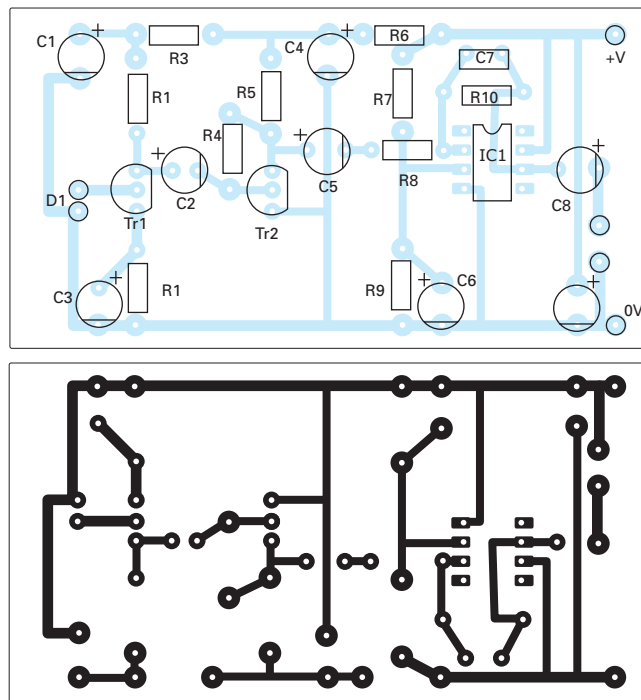 C1 + R3 C4 + R6 +V
C7
R1 R5 R7 R10
R4 + IC1 +
+ C2 C5 R8 C8
D1 Tr1 Tr2
+ R1 R9 + C6 +
C3 0V